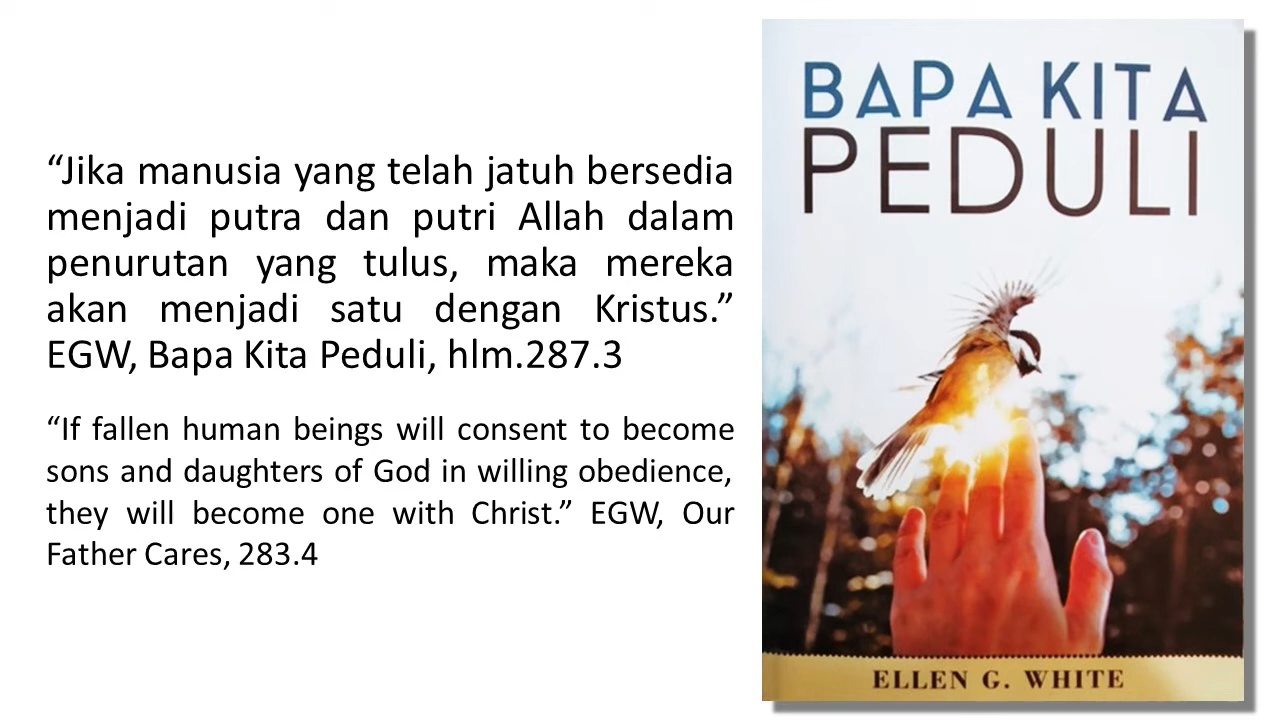 “Jika manusia yang telah jatuh bersedia
menjadi putra dan putri Allah dalam
penurutan yang tulus, maka mereka
akan menjadi satu dengan Kristus.”
EGW, Bapa Kita Peduli, hlm.287.3
“If fallen human beings will consent to become
sons and daughters of God in willing obedience,
they will become one with Christ.” EGW, Our
Father Cares, 283.4
BAPA KITA
PEDULI
ELLEN G. WHITE